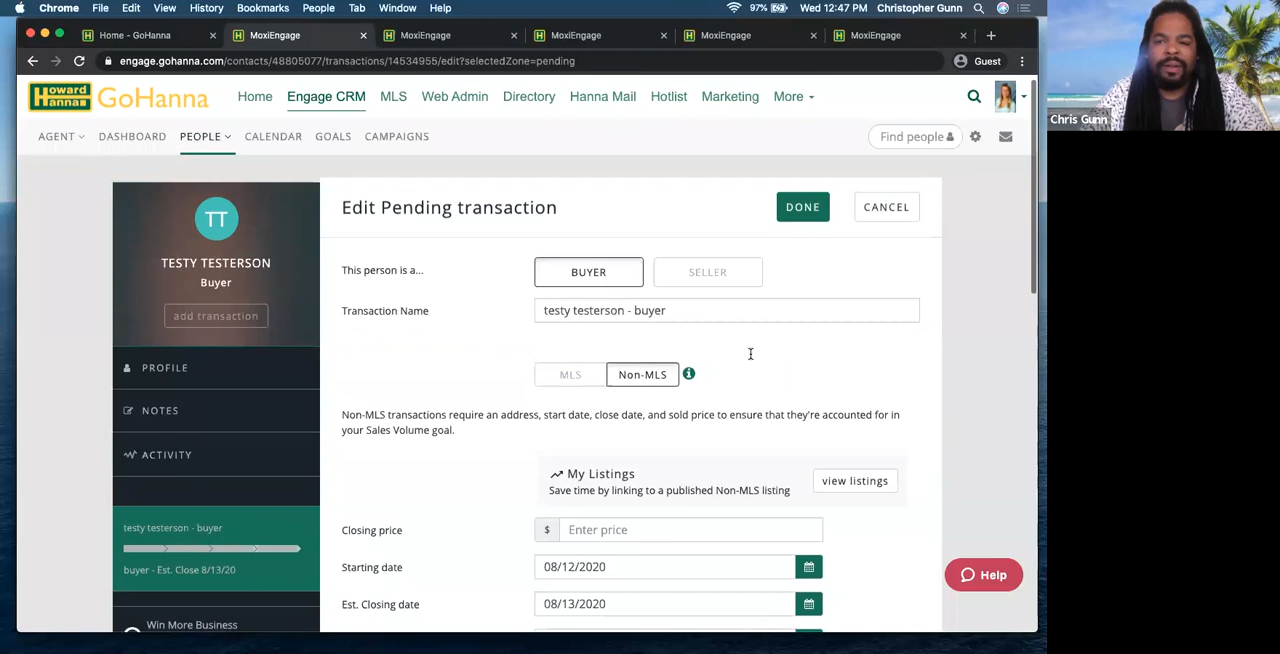 Chrome File Edit View History Bookmarks People Tab Window Help 97% Wed 12:47 PM Christopher Gunn
Home - GoHanna MoxiEngage MoxiEngage MoxiEngage MoxiEngage MoxiEngage
engage.gohanna.com/contacts/48805077/transactions/14534955/edit?selectedZone=pending Guest
Howard Hanna GoHanna Home Engage CRM MLS Web Admin Directory Hanna Mail Hotlist Marketing More
Chris Gunn
AGENT DASHBOARD PEOPLE CALENDAR GOALS CAMPAIGNS Find people
TT
TESTY TESTERSON
Buyer
add transaction
PROFILE
NOTES
ACTIVITY
testy testerson - buyer
buyer - Est. Close 8/13/20
Win More Business
Edit Pending transaction DONE CANCEL
This person is a... BUYER SELLER
Transaction Name testy testerson - buyer
MLS Non-MLS
Non-MLS transactions require an address, start date, close date, and sold price to ensure that they're accounted for in
your Sales Volume goal.
My Listings
Save time by linking to a published Non-MLS listing
view listings
Closing price $ Enter price
Starting date 08/12/2020
Est. Closing date 08/13/2020
Help